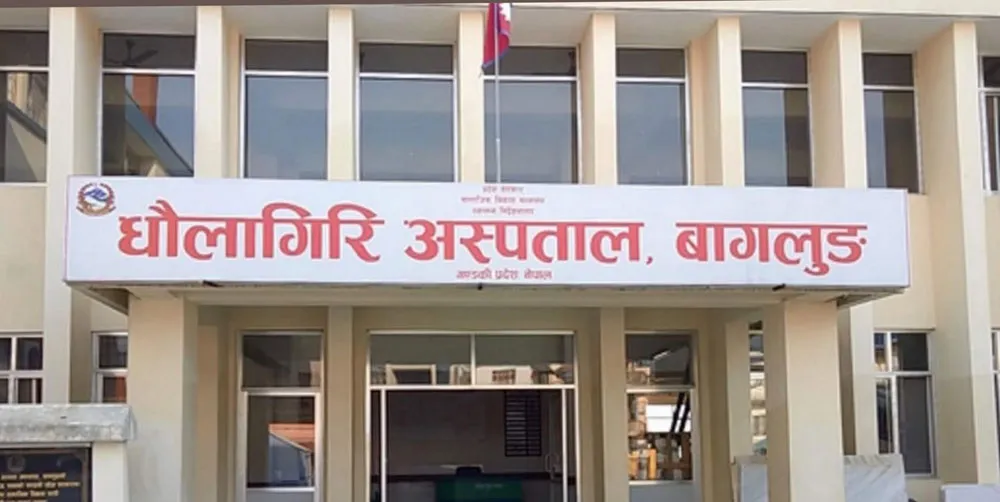 प्रदेश सरकार
सामाजिक विकास मन्त्रालय
स्वास्थ्य निर्देशनालय
धौलागिरि अस्पताल, बागलुङ
गण्डकी प्रदेश नेपाल